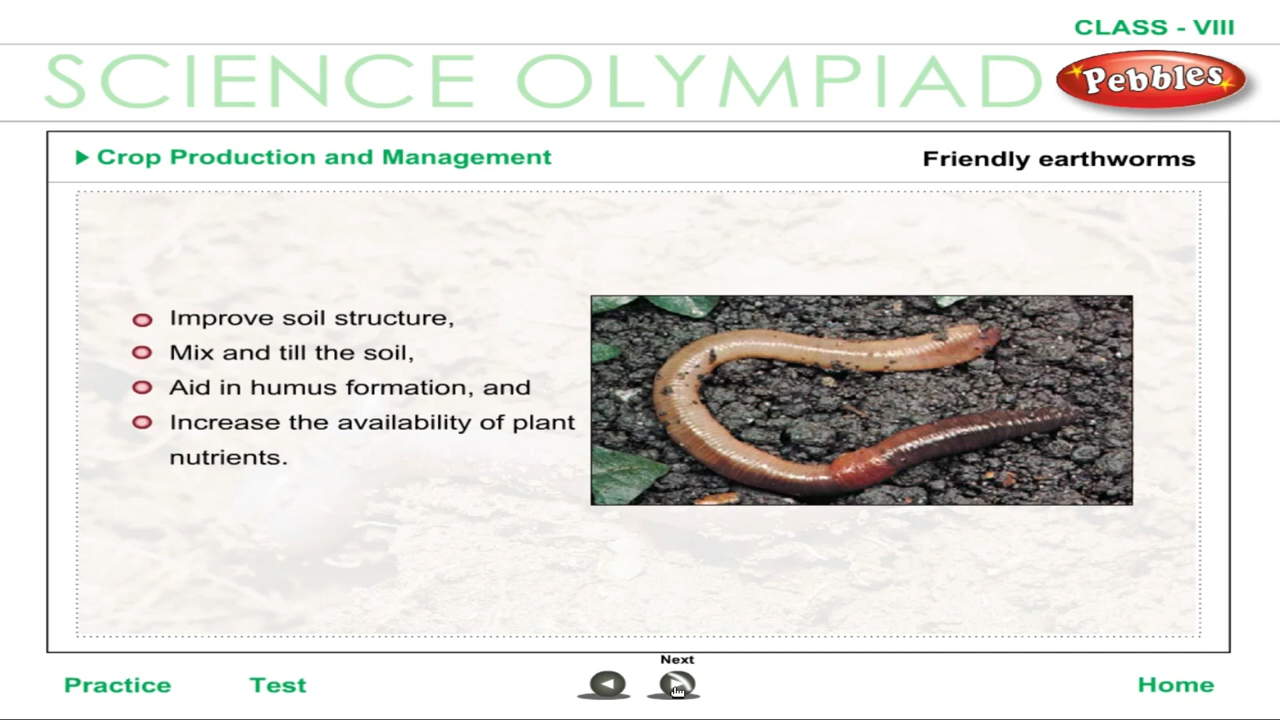 CLASS - VIII
SCIENCE OLYMPIAD
Pebbles
Crop Production and Management
Friendly earthworms
Improve soil structure,
Mix and till the soil,
Aid in humus formation, and
Increase the availability of plant
nutrients.
Next
Practice
Test
Home